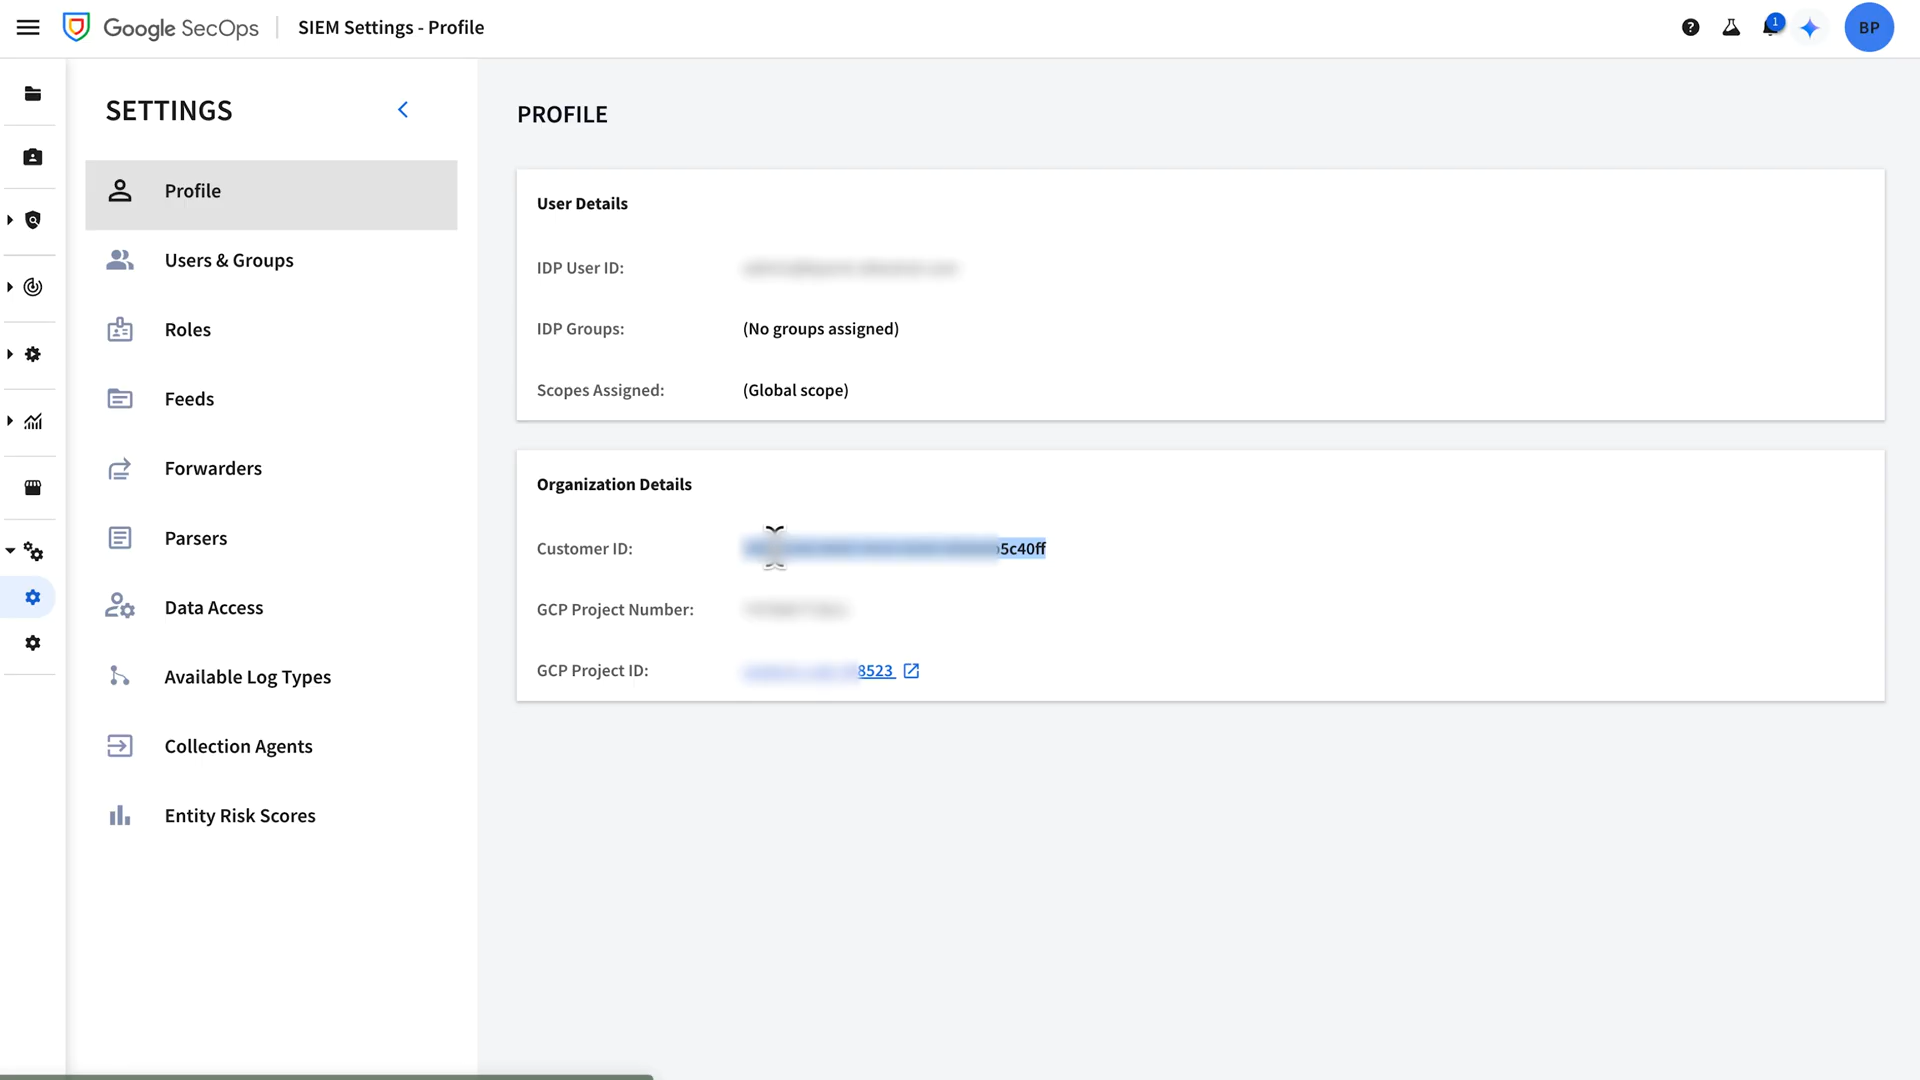 Google SecOps
SIEM Settings - Profile
1
BP
SETTINGS
Profile
Users & Groups
Roles
Feeds
Forwarders
Parsers
Data Access
Available Log Types
Collection Agents
Entity Risk Scores
PROFILE
User Details
IDP User ID:
IDP Groups: (No groups assigned)
Scopes Assigned: (Global scope)
Organization Details
Customer ID: 5c40ff
GCP Project Number:
GCP Project ID: 8523